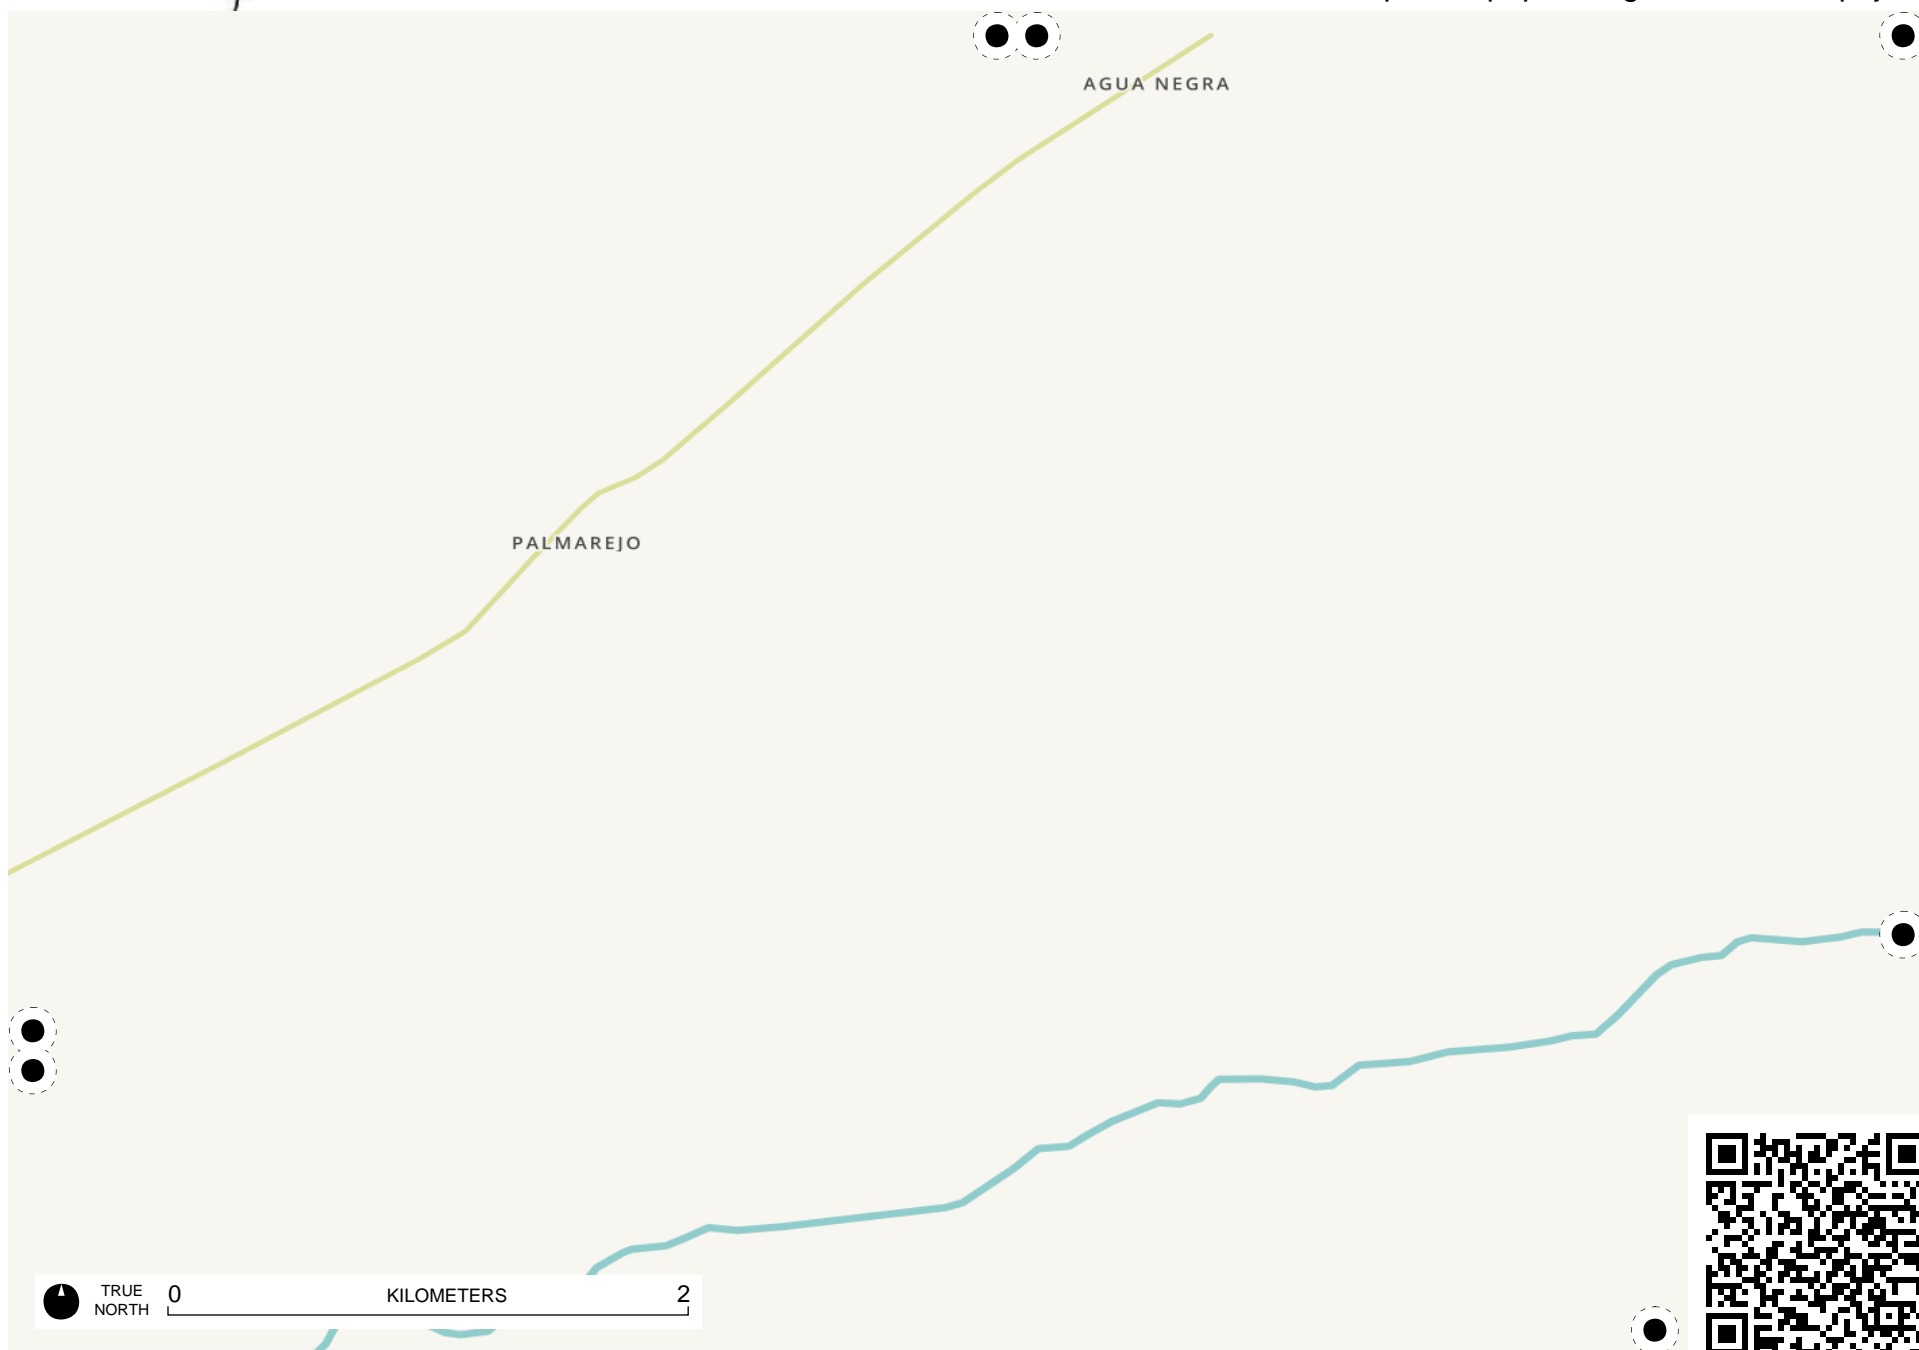 AGUA NEGRA
PALMAREJO
TRUE
NORTH
0 KILOMETERS 2